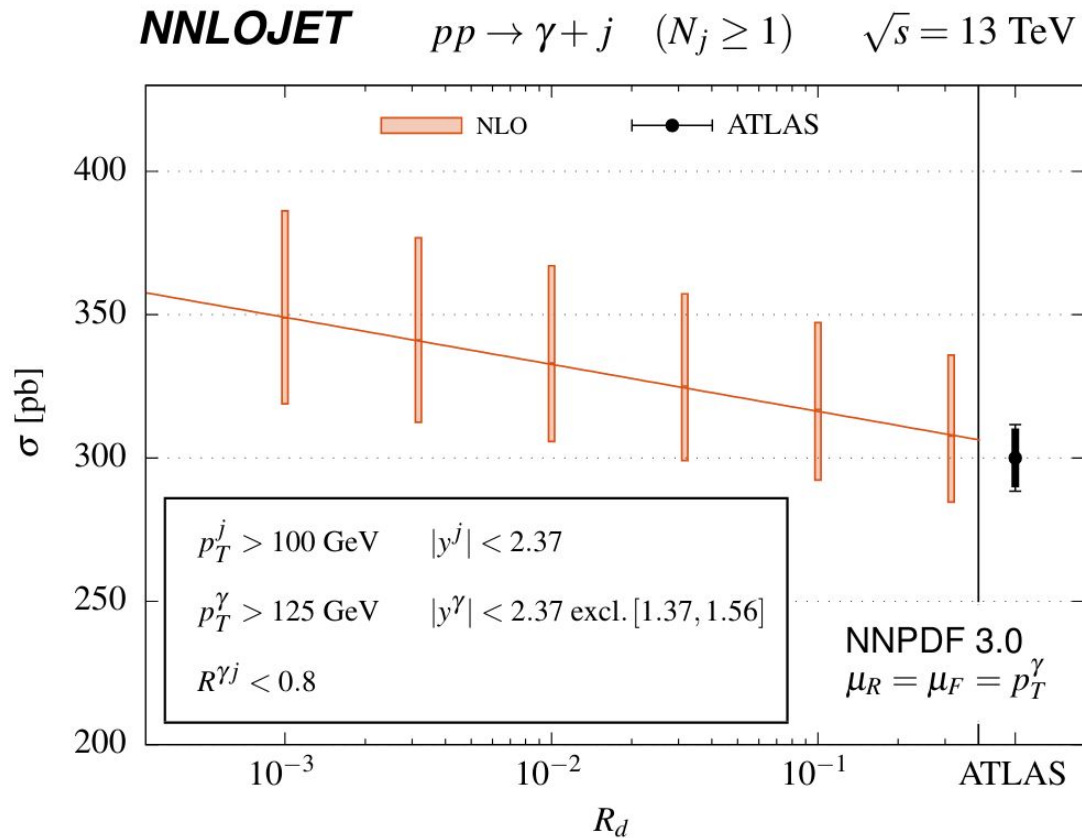 NNLOJET pp → γ + j (N_j ≥ 1) √s = 13 TeV
NLO ATLAS
400
350
300
250
200
σ [pb]
p_T^j > 100 GeV |y^j| < 2.37
p_T^γ > 125 GeV |y^γ| < 2.37 excl. [1.37, 1.56]
R^{γj} < 0.8
NNPDF 3.0
μ_R = μ_F = p_T^γ
10^{-3} 10^{-2} 10^{-1} ATLAS
R_d